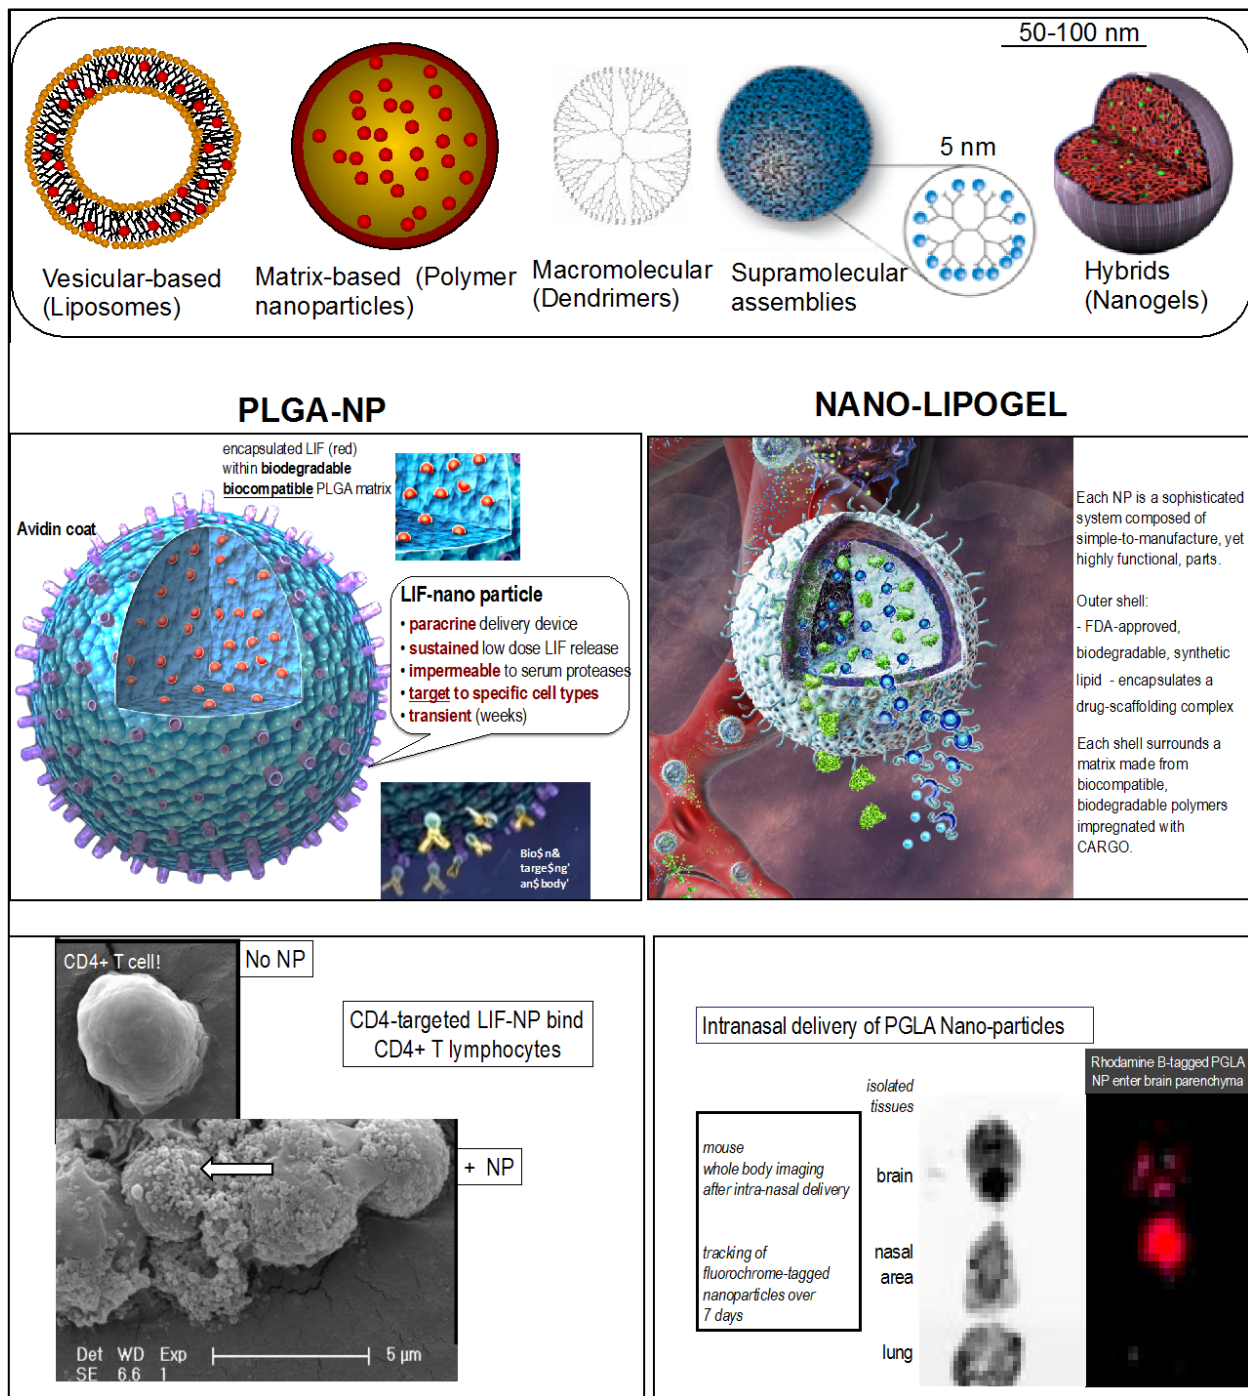 50-100 nm
5 nm
Vesicular-based
(Liposomes)
Matrix-based (Polymer
nanoparticles)
Macromolecular
(Dendrimers)
Supramolecular
assemblies
Hybrids
(Nanogels)
PLGA-NP
NANO-LIPOGEL
encapsulated LIF (red)
within biodegradable
biocompatible PLGA matrix
Avidin coat
LIF-nano particle
• paracrine delivery device
• sustained low dose LIF release
• impermeable to serum proteases
• target to specific cell types
• transient (weeks)
Bio$n&
targe$ng'
an$body'
Each NP is a sophisticated
system composed of
simple-to-manufacture, yet
highly functional, parts.
Outer shell:
- FDA-approved,
biodegradable, synthetic
lipid - encapsulates a
drug-scaffolding complex
Each shell surrounds a
matrix made from
biocompatible,
biodegradable polymers
impregnated with
CARGO.
CD4+ T cell!
No NP
CD4-targeted LIF-NP bind
CD4+ T lymphocytes
+ NP
Det WD Exp
SE 6.6 1
5 µm
Intranasal delivery of PGLA Nano-particles
Rhodamine B-tagged PGLA
NP enter brain parenchyma
isolated
tissues
mouse
whole body imaging
after intra-nasal delivery
tracking of
fluorochrome-tagged
nanoparticles over
7 days
brain
nasal
area
lung